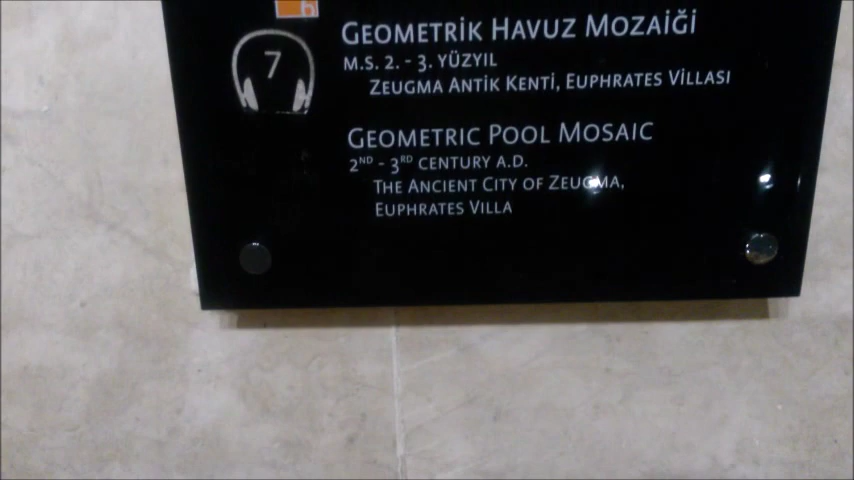 GEOMETRİK HAVUZ MOZAİĞİ
7
M.S. 2. - 3. YÜZYIL
ZEUGMA ANTİK KENTİ, EUPHRATES VİLLASI
GEOMETRIC POOL MOSAIC
2ND - 3RD CENTURY A.D.
THE ANCIENT CITY OF ZEUGMA,
EUPHRATES VILLA